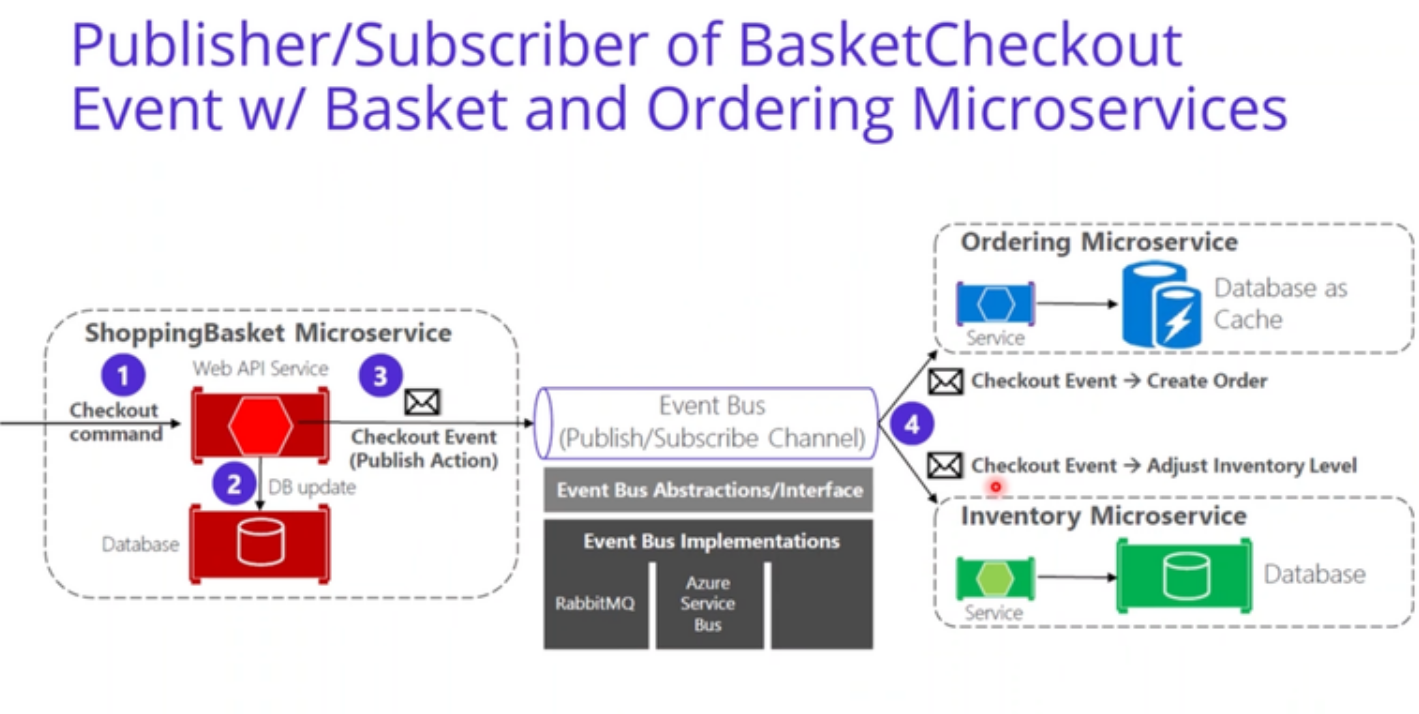 Publisher/Subscriber of BasketCheckout
Event w/ Basket and Ordering Microservices
ShoppingBasket Microservice
1
Web API Service
3
Checkout
command
Checkout Event
(Publish Action)
2
DB update
Database
Event Bus
(Publish/Subscribe Channel)
Event Bus Abstractions/Interface
Event Bus Implementations
RabbitMQ
Azure
Service
Bus
4
Ordering Microservice
Database as
Cache
Service
Checkout Event → Create Order
Checkout Event → Adjust Inventory Level
Inventory Microservice
Database
Service